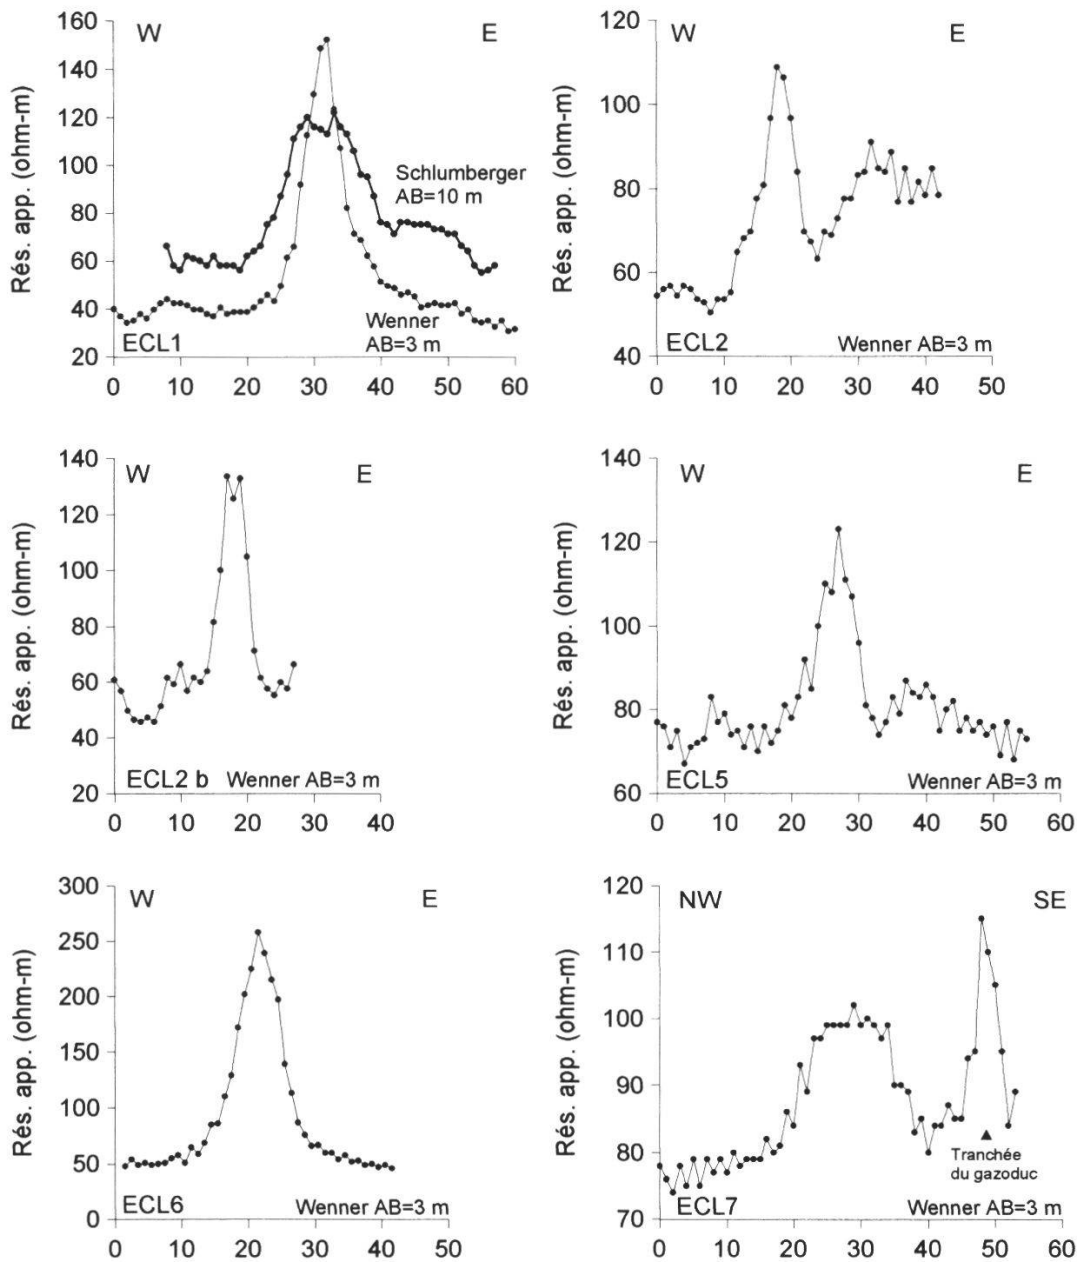 160
140
120
100
80
60
40
20
Rés. app. (ohm-m)
W E
Schlumberger
AB=10 m
Wenner
AB=3 m
ECL1
0 10 20 30 40 50 60
120
100
80
60
40
Rés. app. (ohm-m)
W E
ECL2 Wenner AB=3 m
0 10 20 30 40 50
140
120
100
80
60
40
20
Rés. app. (ohm-m)
W E
ECL2 b Wenner AB=3 m
0 10 20 30 40
140
120
100
80
60
Rés. app. (ohm-m)
W E
ECL5 Wenner AB=3 m
0 10 20 30 40 50 60
300
250
200
150
100
50
0
Rés. app. (ohm-m)
W E
ECL6 Wenner AB=3 m
0 10 20 30 40 50
120
110
100
90
80
70
Rés. app. (ohm-m)
NW SE
Tranchée
du gazoduc
ECL7 Wenner AB=3 m
0 10 20 30 40 50 60